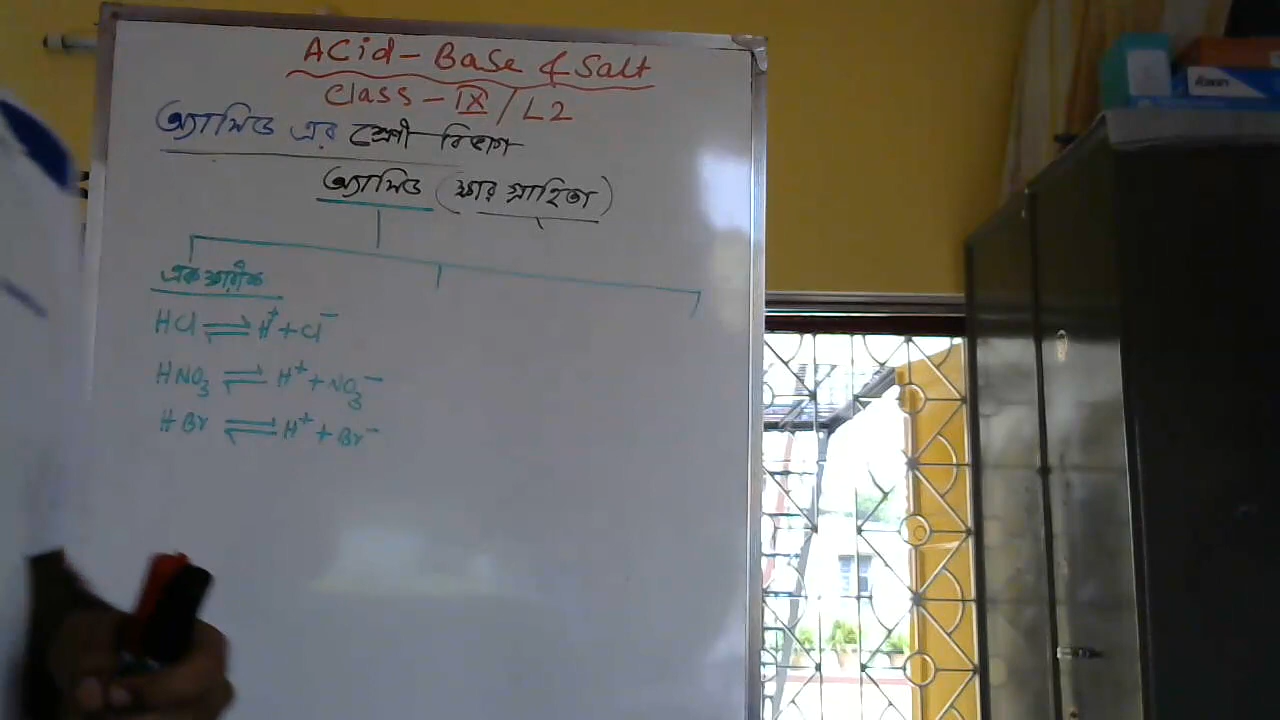 Acid - Base & Salt
Class - IX / L2
অ্যাসিড এর শ্রেণী বিভাগ
অ্যাসিড (ক্ষার গ্রাহিতা)
এক ক্ষারীক
HCl ⇌ H⁺ + Cl⁻
HNO₃ ⇌ H⁺ + NO₃⁻
HBr ⇌ H⁺ + Br⁻